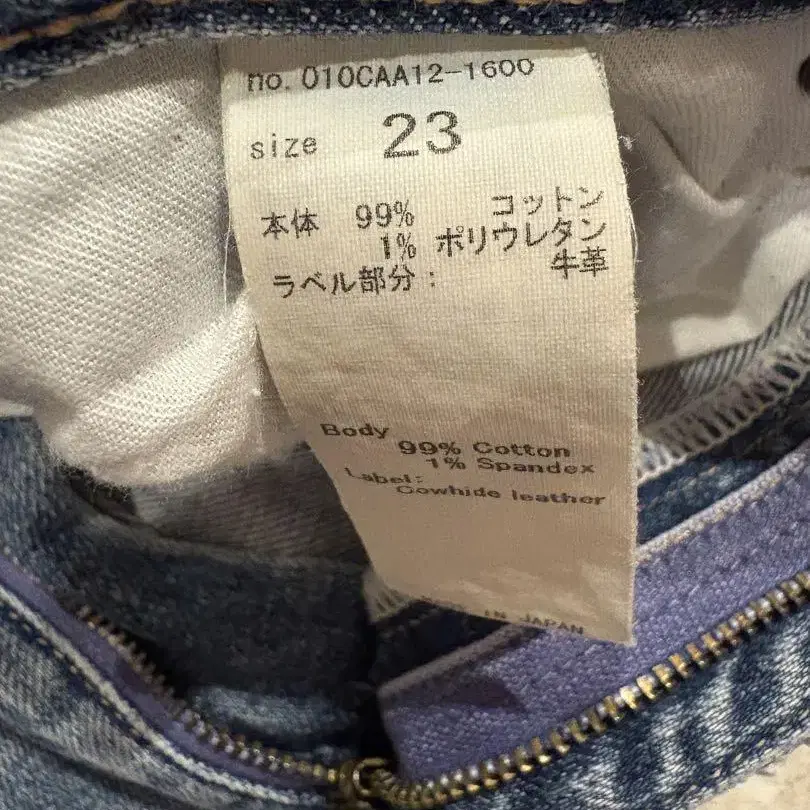 no. 010CAA12-1600
size 23
本体 99% コットン
1% ポリウレタン
ラベル部分: 牛革
Body
99% Cotton
1% Spandex
Label:
Cowhide leather
IN JAPAN